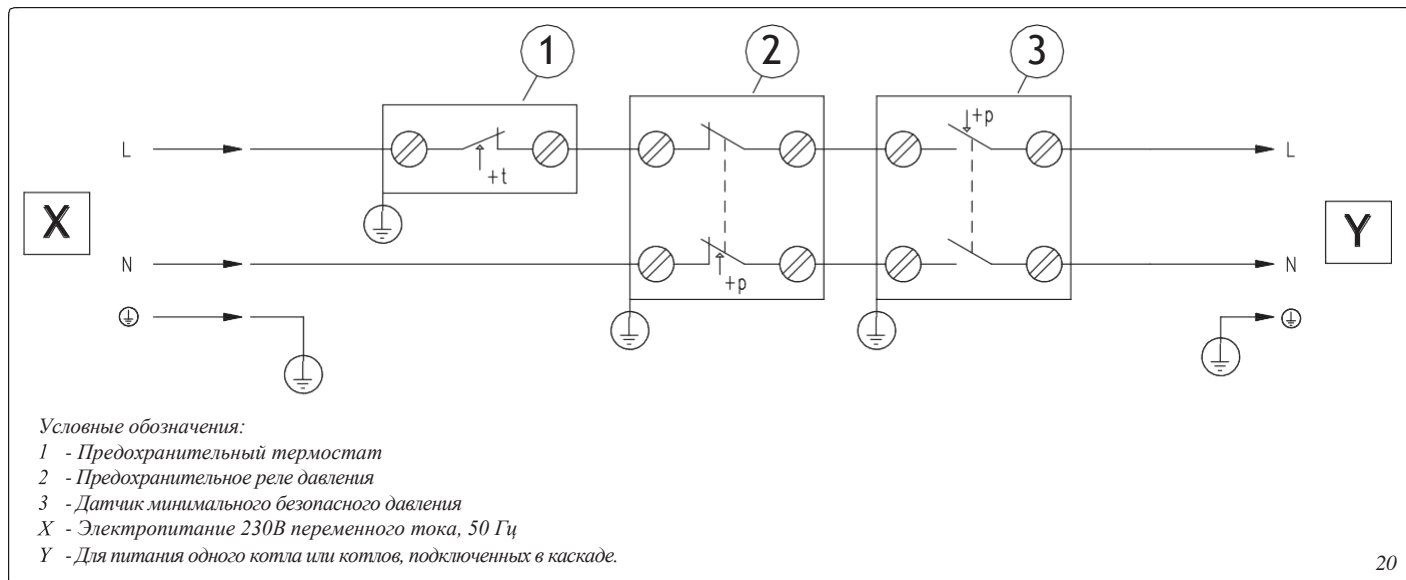 1
2
3
L
+t
+p
L
X
Y
N
+p
N
Условные обозначения:
1 - Предохранительный термостат
2 - Предохранительное реле давления
3 - Датчик минимального безопасного давления
X - Электропитание 230В переменного тока, 50 Гц
Y - Для питания одного котла или котлов, подключенных в каскаде.
20